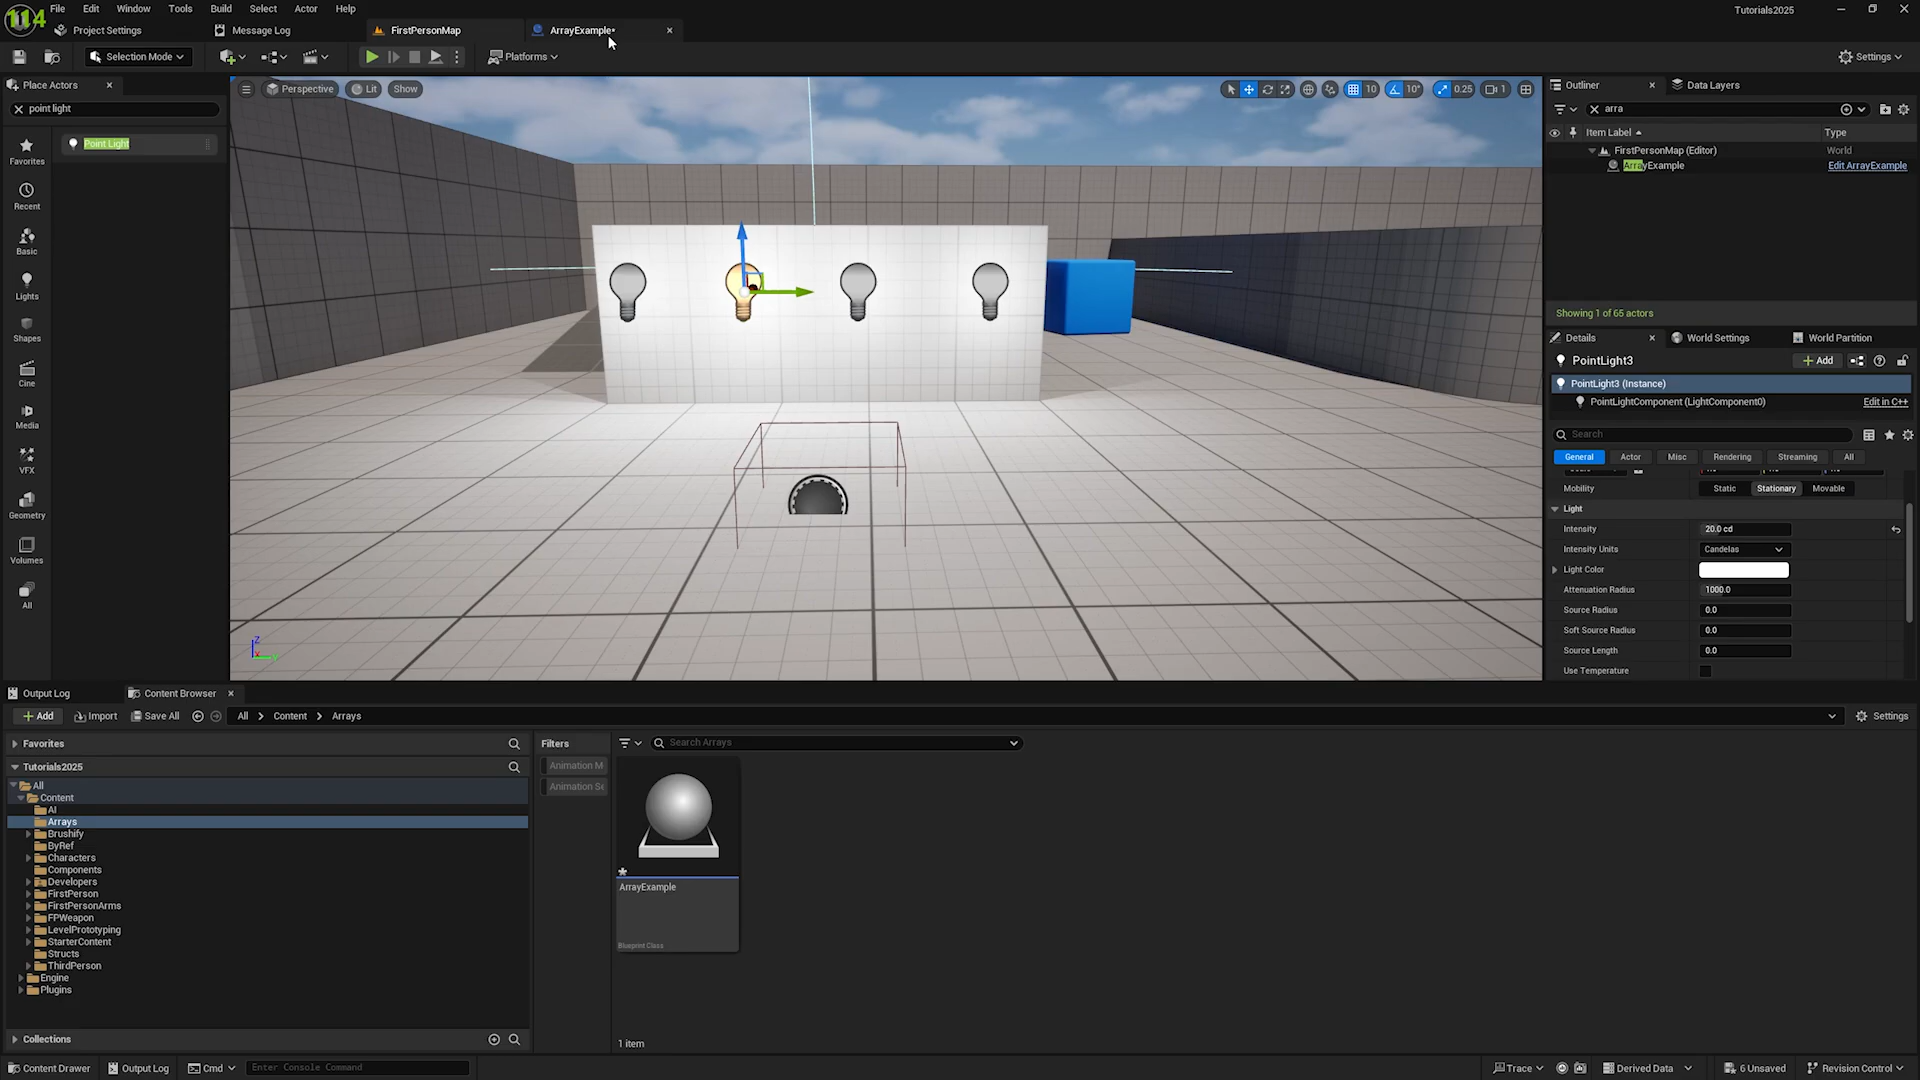 114
File Edit Window Tools Build Select Actor Help
Tutorials2025
Project Settings
Message Log
FirstPersonMap
ArrayExample•
Selection Mode
Platforms
Settings
Place Actors
point light
Point Light
Favorites
Recent
Basic
Lights
Shapes
Cine
Media
VFX
Geometry
Volumes
All
Perspective
Lit
Show
10
10°
0.25
1
Z
Outliner
Data Layers
arra
Item Label
Type
FirstPersonMap (Editor)
World
ArrayExample
Edit ArrayExample
Showing 1 of 65 actors
Details
World Settings
World Partition
PointLight3
Add
PointLight3 (Instance)
PointLightComponent (LightComponent0)
Edit in C++
Search
General
Actor
Misc
Rendering
Streaming
All
Mobility
Static
Stationary
Movable
Light
Intensity
20.0 cd
Intensity Units
Candelas
Light Color
Attenuation Radius
1000.0
Source Radius
0.0
Soft Source Radius
0.0
Source Length
0.0
Use Temperature
Output Log
Content Browser
Add
Import
Save All
All
Content
Arrays
Settings
Favorites
Tutorials2025
All
Content
AI
Arrays
Brushify
ByRef
Characters
Components
Developers
FirstPerson
FirstPersonArms
FPWeapon
LevelPrototyping
StarterContent
Structs
ThirdPerson
Engine
Plugins
Collections
Filters
Animation M
Animation Se
Search Arrays
ArrayExample
Blueprint Class
1 item
Content Drawer
Output Log
Cmd
Enter Console Command
Trace
Derived Data
6 Unsaved
Revision Control